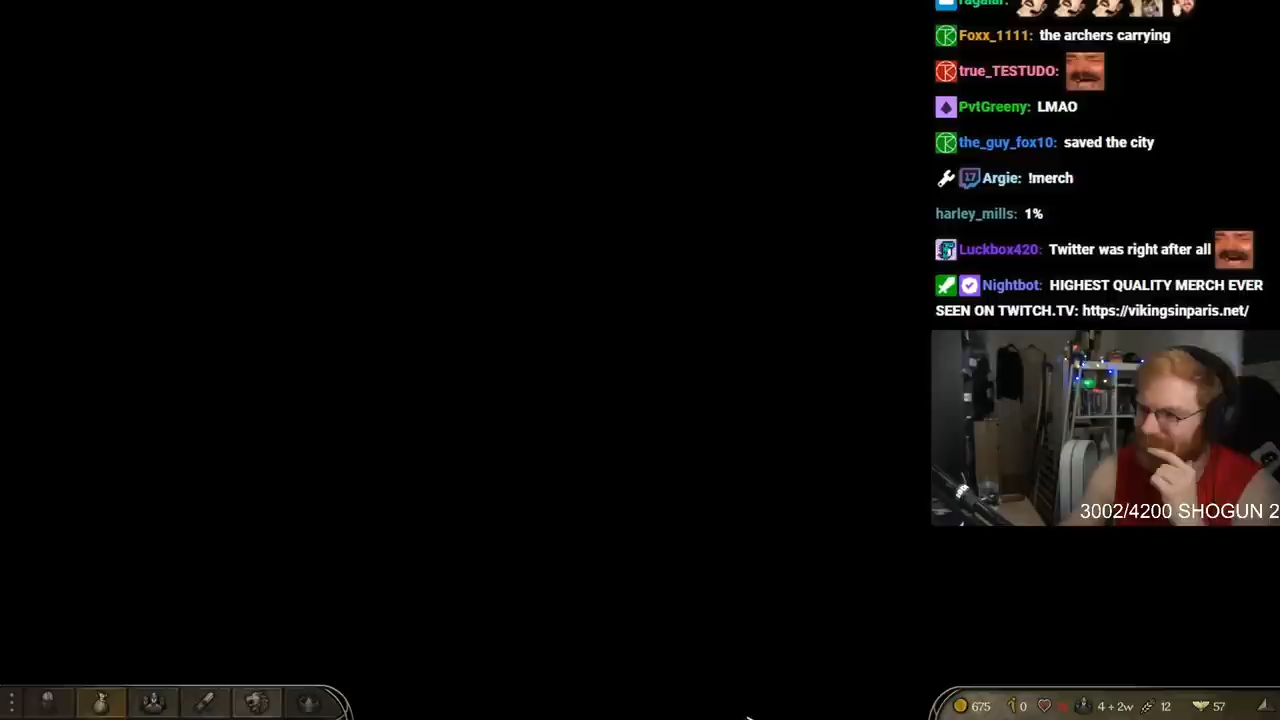 ragalar:
Foxx_1111: the archers carrying
true_TESTUDO:
PvtGreeny: LMAO
the_guy_fox10: saved the city
17 Argie: !merch
harley_mills: 1%
Luckbox420: Twitter was right after all
Nightbot: HIGHEST QUALITY MERCH EVER
SEEN ON TWITCH.TV: https://vikingsinparis.net/
3002/4200 SHOGUN 2
675 0 4 + 2w 12 57